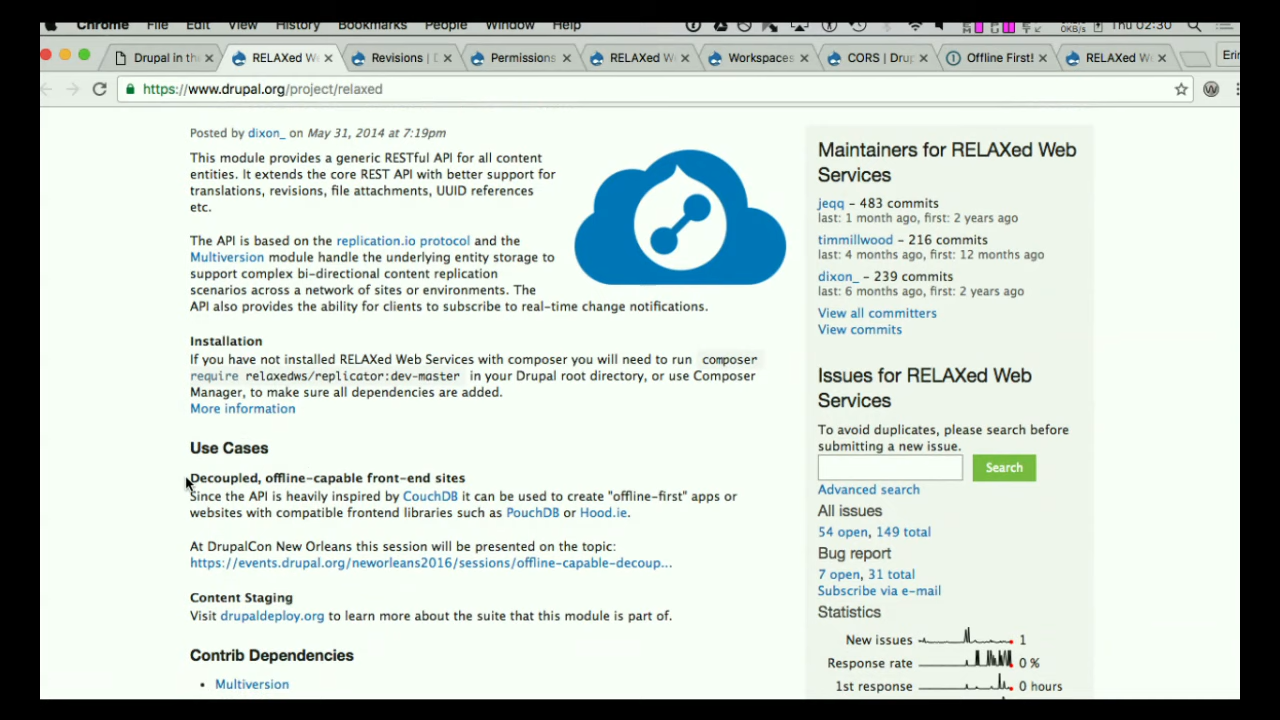 Chrome File Edit View History Bookmarks People Window Help
0KB/s Thu 02:30
Drupal in the RELAXed We Revisions | D Permissions RELAXed We Workspaces CORS | Drup Offline First! RELAXed We Erin
https://www.drupal.org/project/relaxed
Posted by dixon_ on May 31, 2014 at 7:19pm
This module provides a generic RESTful API for all content
entities. It extends the core REST API with better support for
translations, revisions, file attachments, UUID references
etc.
The API is based on the replication.io protocol and the
Multiversion module handle the underlying entity storage to
support complex bi-directional content replication
scenarios across a network of sites or environments. The
API also provides the ability for clients to subscribe to real-time change notifications.
Installation
If you have not installed RELAXed Web Services with composer you will need to run composer
require relaxedws/replicator:dev-master in your Drupal root directory, or use Composer
Manager, to make sure all dependencies are added.
More information
Use Cases
Decoupled, offline-capable front-end sites
Since the API is heavily inspired by CouchDB it can be used to create "offline-first" apps or
websites with compatible frontend libraries such as PouchDB or Hood.ie.
At DrupalCon New Orleans this session will be presented on the topic:
https://events.drupal.org/neworleans2016/sessions/offline-capable-decoup...
Content Staging
Visit drupaldeploy.org to learn more about the suite that this module is part of.
Contrib Dependencies
• Multiversion
Maintainers for RELAXed Web
Services
jeqq – 483 commits
last: 1 month ago, first: 2 years ago
timmillwood – 216 commits
last: 4 months ago, first: 12 months ago
dixon_ – 239 commits
last: 6 months ago, first: 2 years ago
View all committers
View commits
Issues for RELAXed Web
Services
To avoid duplicates, please search before
submitting a new issue.
Search
Advanced search
All issues
54 open, 149 total
Bug report
7 open, 31 total
Subscribe via e-mail
Statistics
New issues 1
Response rate 0 %
1st response 0 hours